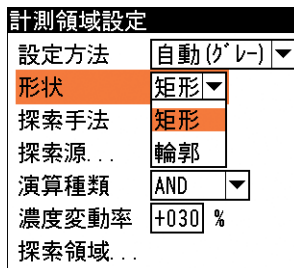 計測領域設定
設定方法 自動(グレー)
形状 矩形
探索手法 矩形
探索源... 輪郭
演算種類 AND
濃度変動率 +030 %
探索領域...